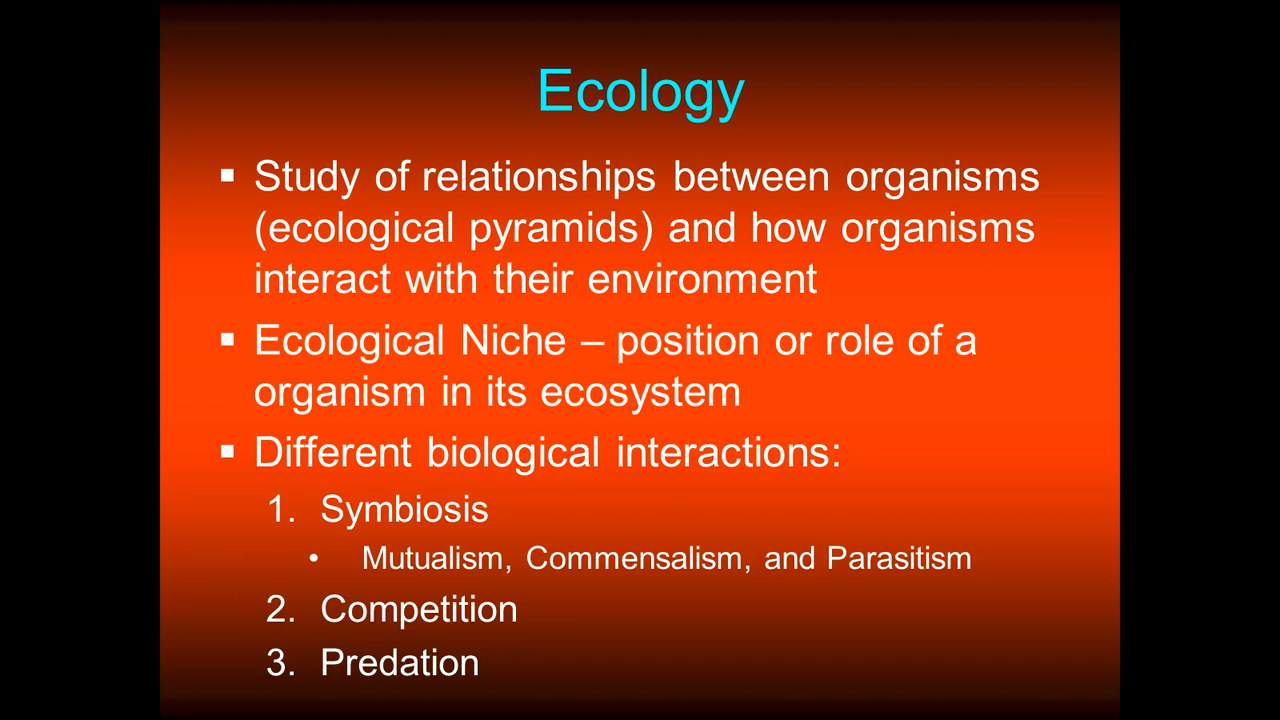 Ecology
▪ Study of relationships between organisms
(ecological pyramids) and how organisms
interact with their environment
▪ Ecological Niche – position or role of a
organism in its ecosystem
▪ Different biological interactions:
1. Symbiosis
• Mutualism, Commensalism, and Parasitism
2. Competition
3. Predation